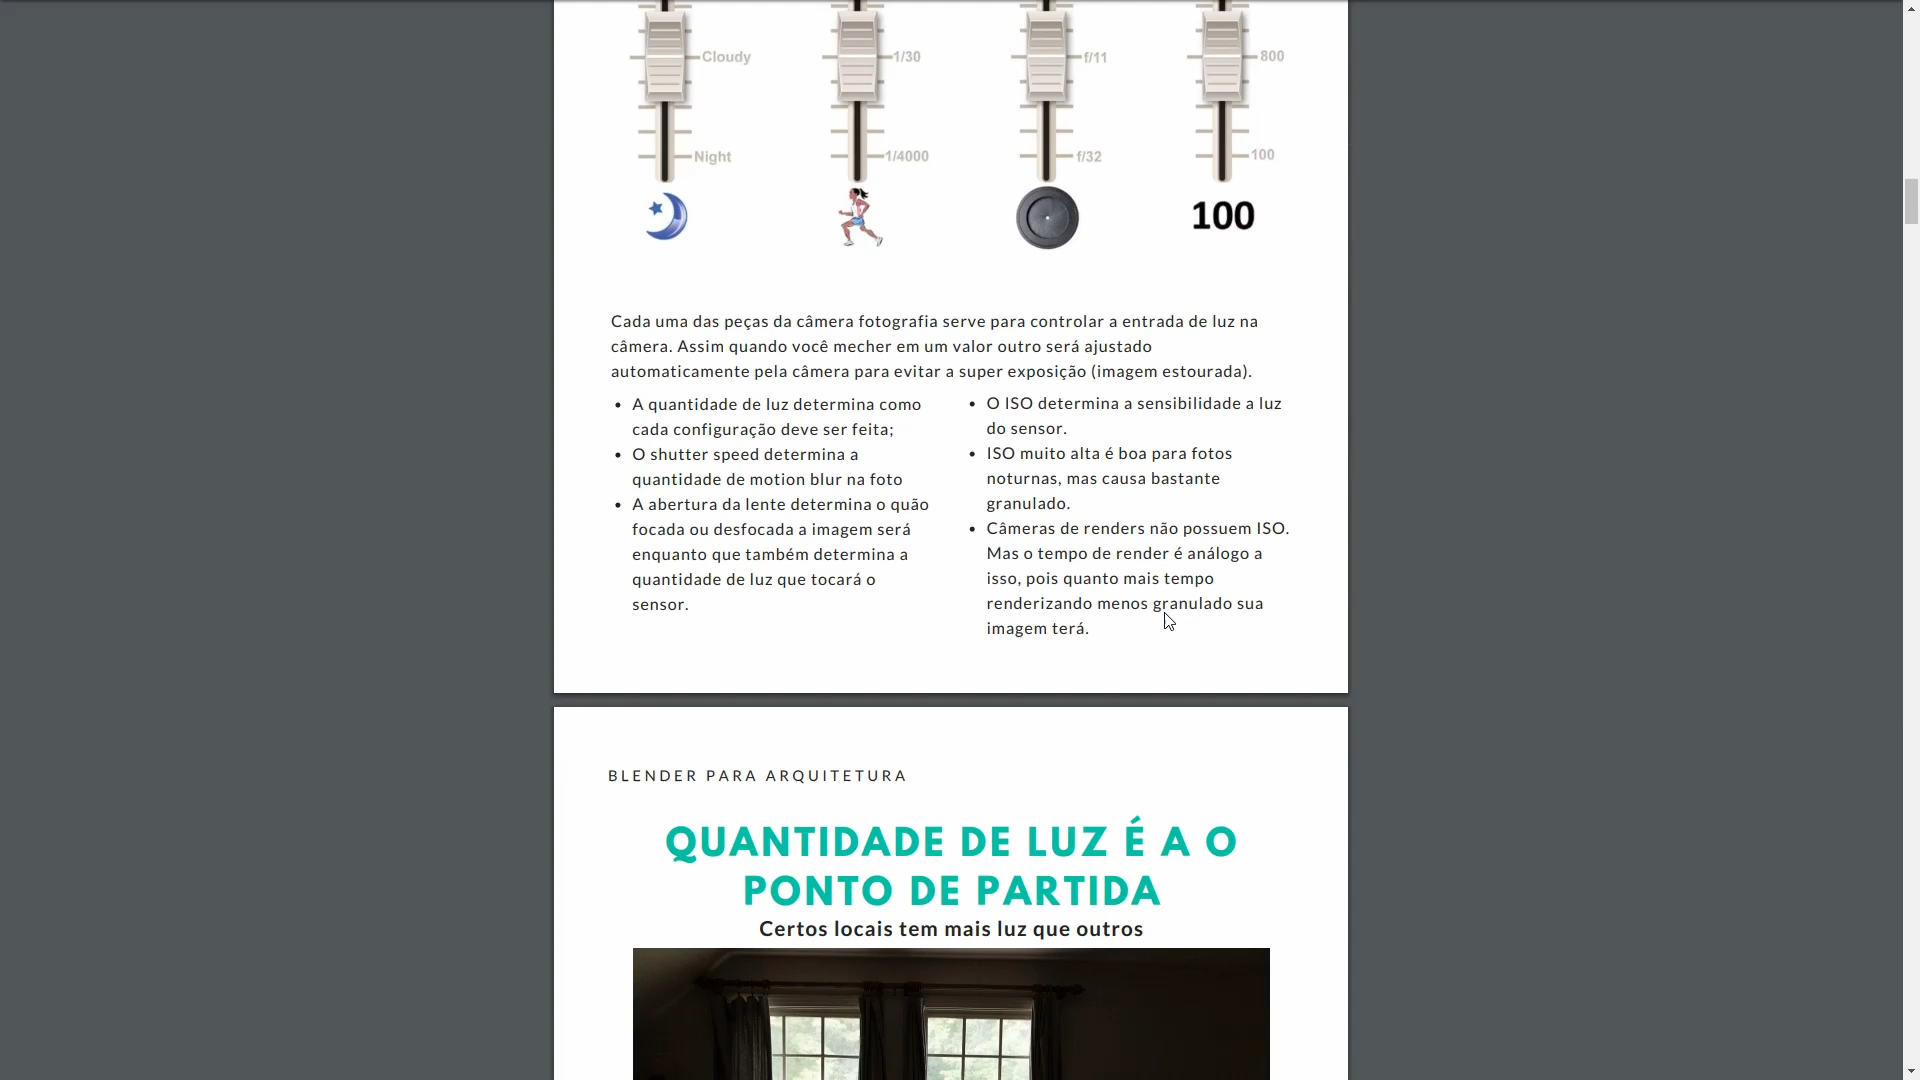 Cloudy
1/30
f/11
800
Night
1/4000
f/32
100
100
Cada uma das peças da câmera fotografia serve para controlar a entrada de luz na
câmera. Assim quando você mecher em um valor outro será ajustado
automaticamente pela câmera para evitar a super exposição (imagem estourada).
• A quantidade de luz determina como
cada configuração deve ser feita;
• O shutter speed determina a
quantidade de motion blur na foto
• A abertura da lente determina o quão
focada ou desfocada a imagem será
enquanto que também determina a
quantidade de luz que tocará o
sensor.
• O ISO determina a sensibilidade a luz
do sensor.
• ISO muito alta é boa para fotos
noturnas, mas causa bastante
granulado.
• Câmeras de renders não possuem ISO.
Mas o tempo de render é análogo a
isso, pois quanto mais tempo
renderizando menos granulado sua
imagem terá.
BLENDER PARA ARQUITETURA
QUANTIDADE DE LUZ É A O
PONTO DE PARTIDA
Certos locais tem mais luz que outros